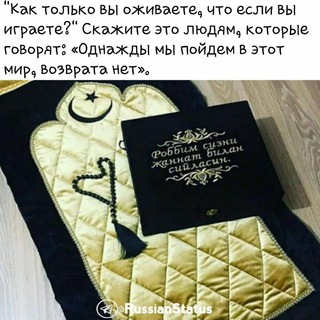 "Как только вы оживаете, что если вы
играете?" Скажите это людям, которые
говорят: «Однажды мы пойдем в этот
мир, возврата нет».
Роббим сизни
жаннат билан
сийласин.
@RussianStatus